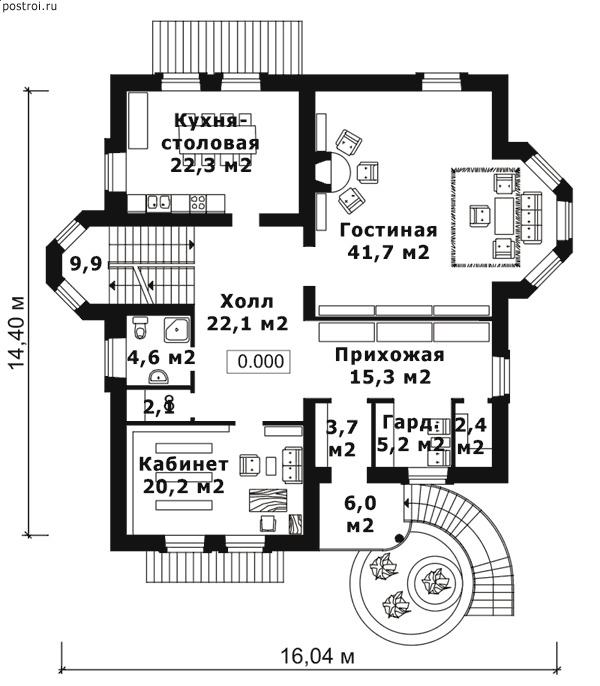 postroi.ru
Кухня-
столовая
22,3 м2
Гостиная
41,7 м2
9,9
Холл
22,1 м2
14,40 м
4,6 м2
0.000
Прихожая
15,3 м2
2,1
3,7
м2
Гард.
5,2 м2
2,4
м2
Кабинет
20,2 м2
6,0
м2
16,04 м